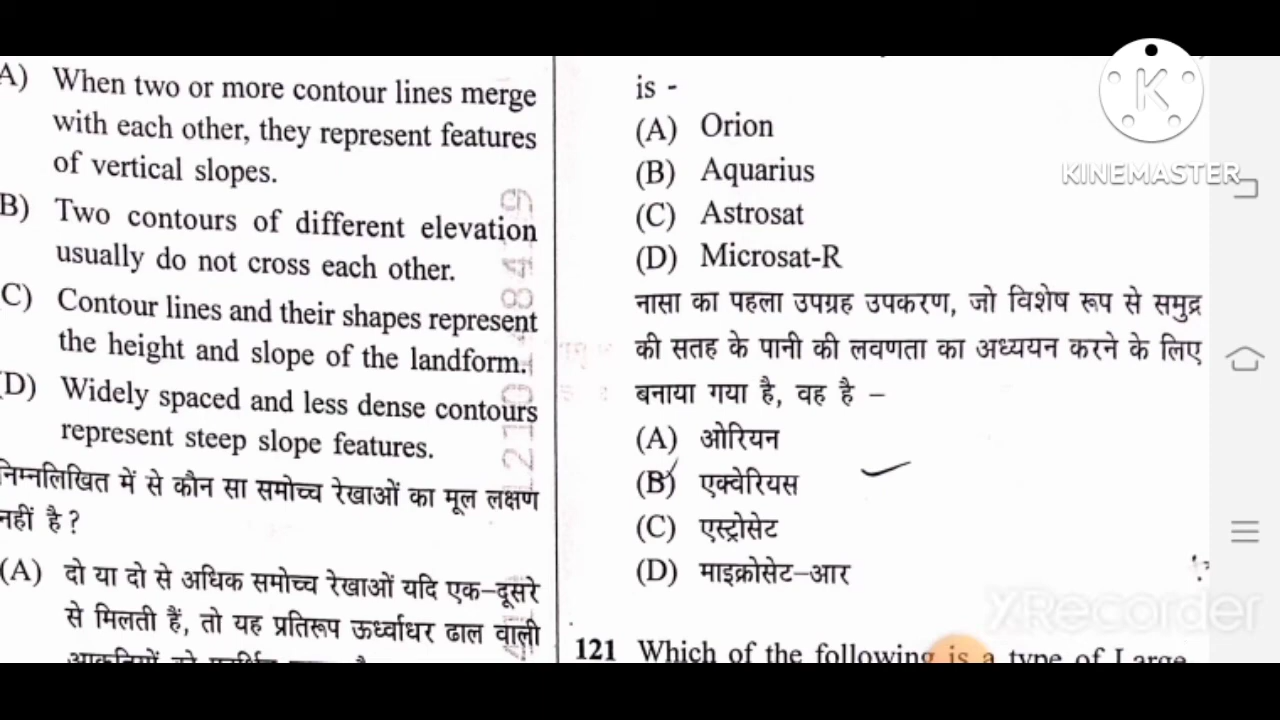 A) When two or more contour lines merge
with each other, they represent features
of vertical slopes.
B) Two contours of different elevation
usually do not cross each other.
C) Contour lines and their shapes represent
the height and slope of the landform.
(D) Widely spaced and less dense contours
represent steep slope features.
निम्नलिखित में से कौन सा समोच्च रेखाओं का मूल लक्षण
नहीं है ?
(A) दो या दो से अधिक समोच्च रेखाओं यदि एक-दूसरे
से मिलती हैं, तो यह प्रतिरूप ऊर्ध्वाधर ढाल वाली
is -
(A) Orion
(B) Aquarius
(C) Astrosat
(D) Microsat-R
नासा का पहला उपग्रह उपकरण, जो विशेष रूप से समुद्र
की सतह के पानी की लवणता का अध्ययन करने के लिए
बनाया गया है, वह है –
(A) ओरियन
(B) एक्वेरियस
(C) एस्ट्रोसेट
(D) माइक्रोसेट-आर
121 Which of the following is a type of Large
K
KINEMASTER
XRecorder